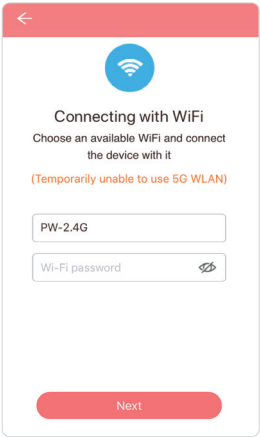 Connecting with WiFi
Choose an available WiFi and connect
the device with it
(Temporarily unable to use 5G WLAN)
PW-2.4G
Wi-Fi password
Next